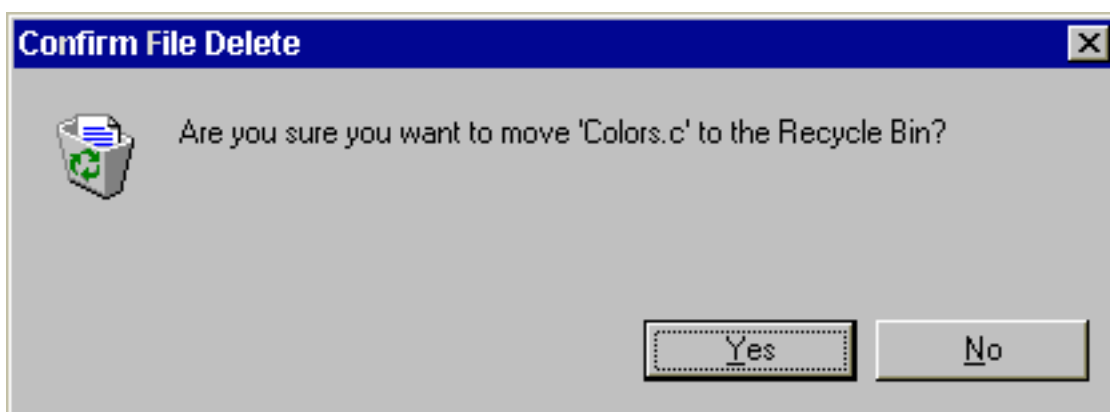 Confirm File Delete
Are you sure you want to move 'Colors.c' to the Recycle Bin?
Yes No